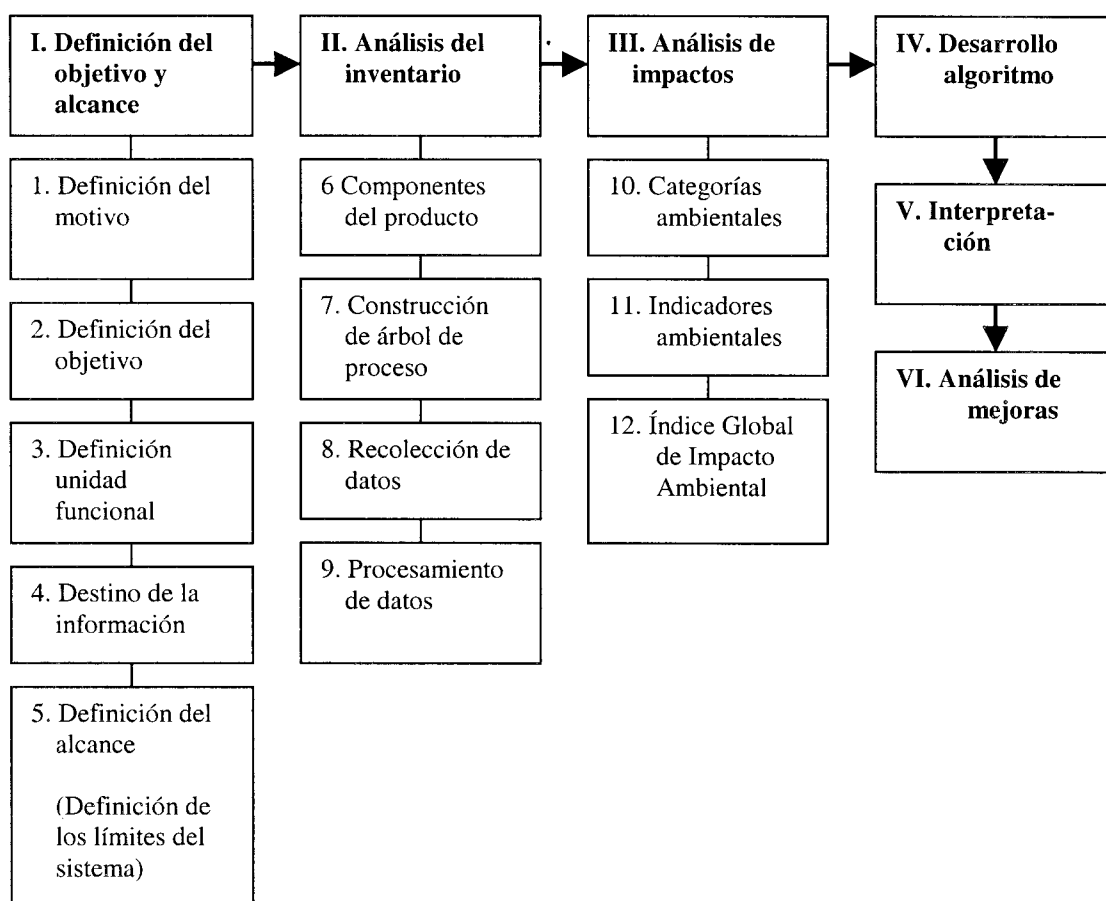 I. Definición del
objetivo y
alcance
1. Definición del
motivo
2. Definición del
objetivo
3. Definición
unidad
funcional
4. Destino de la
información
5. Definición del
alcance
(Definición de
los límites del
sistema)
II. Análisis del
inventario
6 Componentes
del producto
7. Construcción
de árbol de
proceso
8. Recolección de
datos
9. Procesamiento
de datos
III. Análisis de
impactos
10. Categorías
ambientales
11. Indicadores
ambientales
12. Índice Global
de Impacto
Ambiental
IV. Desarrollo
algoritmo
V. Interpreta-
ción
VI. Análisis de
mejoras